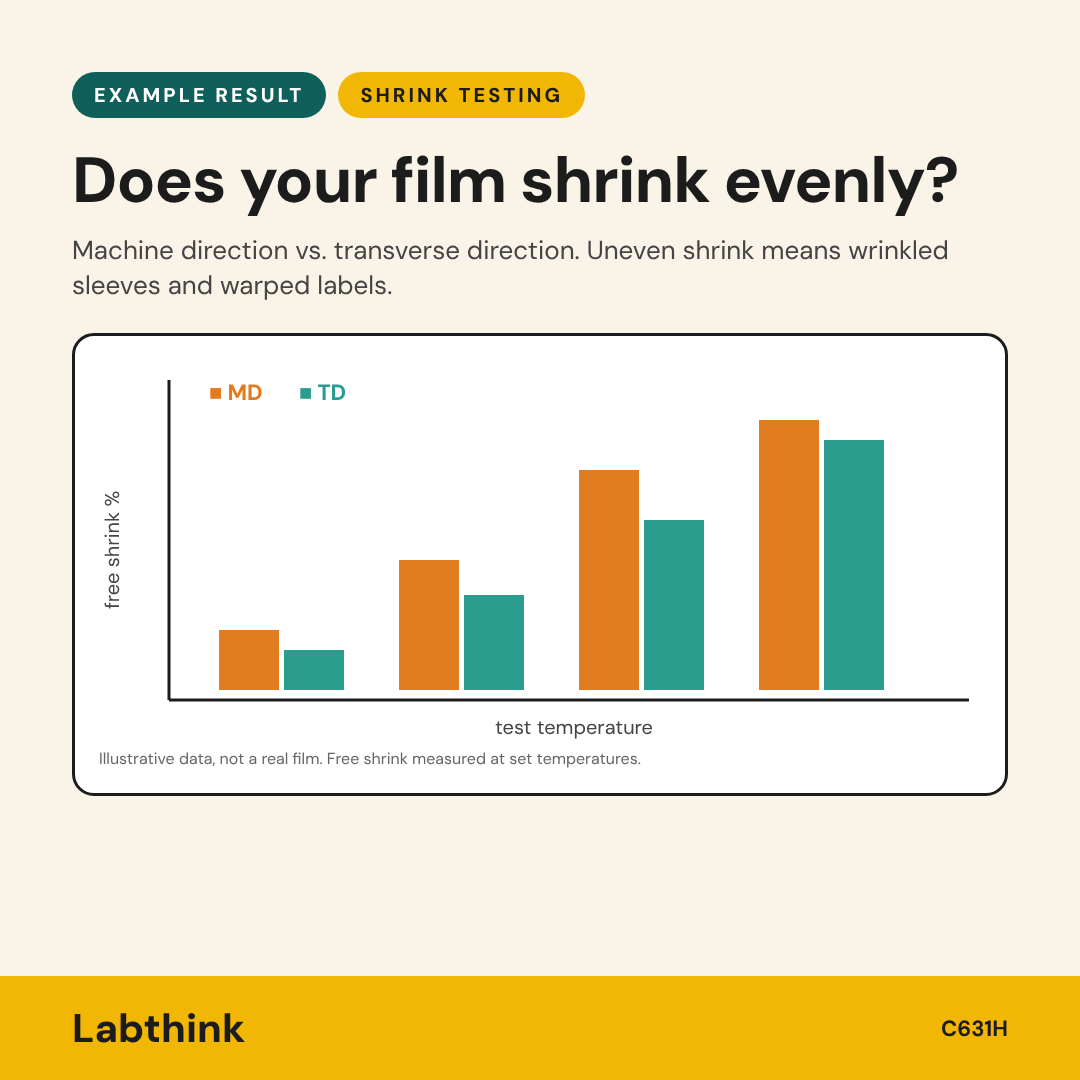 EXAMPLE RESULT
SHRINK TESTING
Does your film shrink evenly?
Machine direction vs. transverse direction. Uneven shrink means wrinkled
sleeves and warped labels.
MD
TD
free shrink %
test temperature
Illustrative data, not a real film. Free shrink measured at set temperatures.
Labthink
C631H